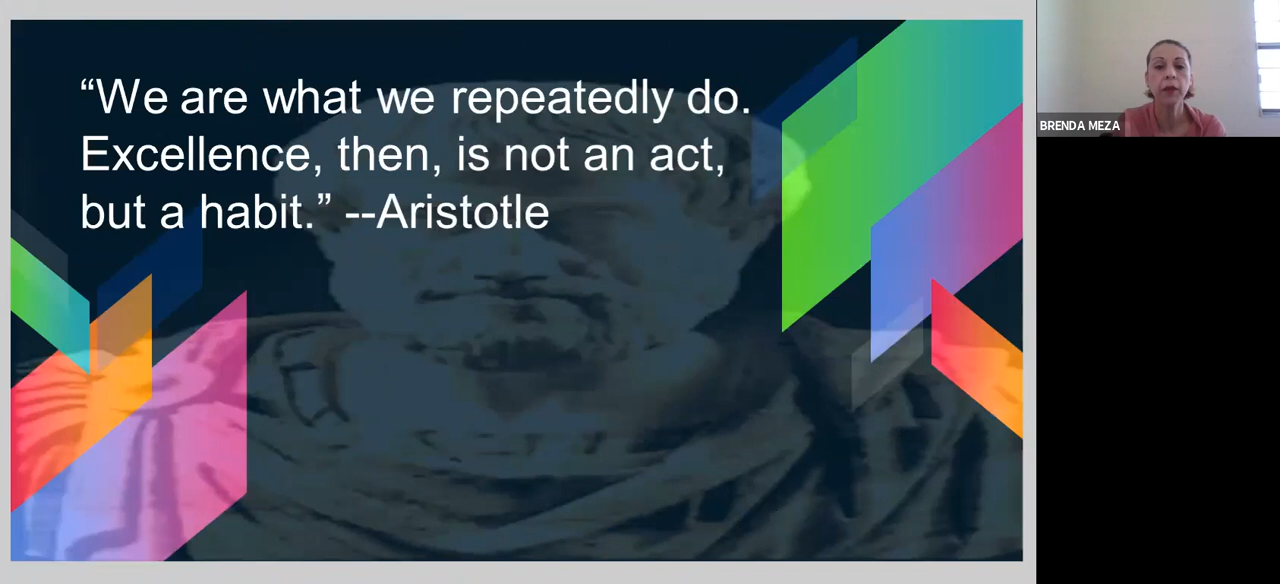 “We are what we repeatedly do.
Excellence, then, is not an act,
but a habit.” --Aristotle
BRENDA MEZA